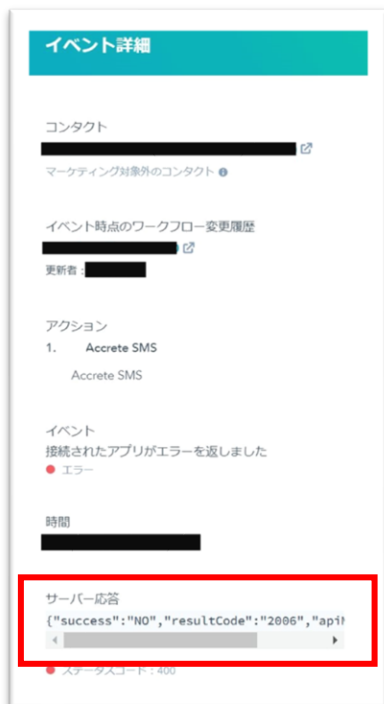 イベント詳細
コンタクト
マーケティング対象外のコンタクト
イベント時点のワークフロー変更履歴
更新者:
アクション
1. Accrete SMS
Accrete SMS
イベント
接続されたアプリがエラーを返しました
エラー
時間
サーバー応答
{"success":"NO","resultCode":"2006","api
ステータスコード:400